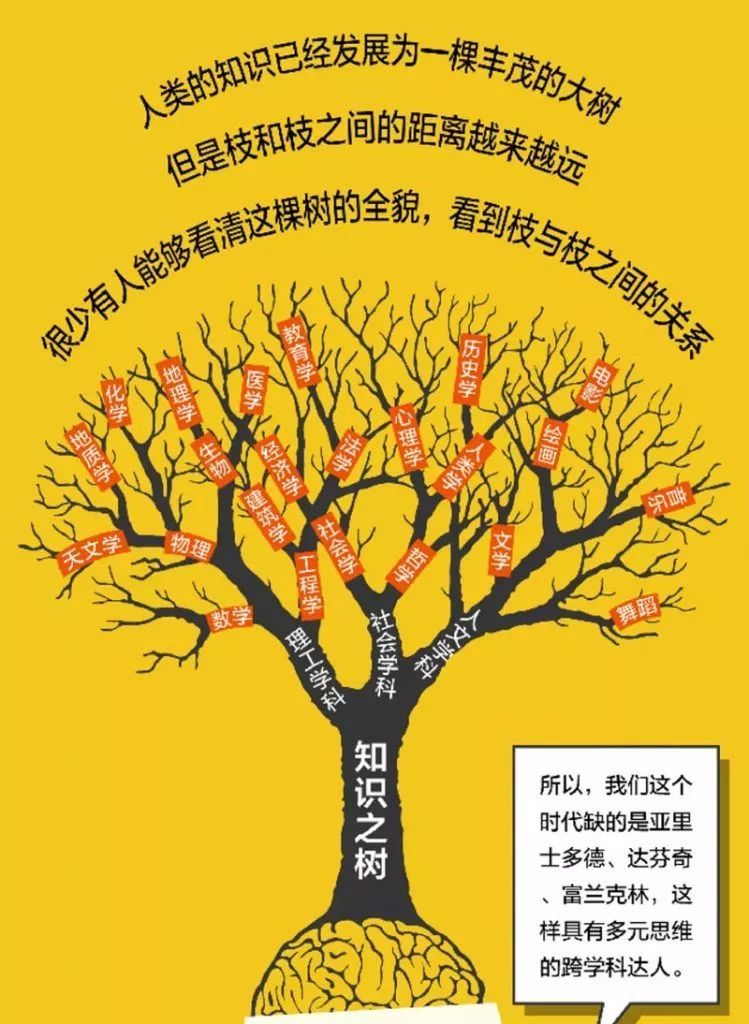 人类的知识已经发展为一棵丰茂的大树
但是枝和枝之间的距离越来越远
很少有人能够看清这棵树的全貌，看到枝与枝之间的关系
教育学
历史学
电影
地理学
医学
化学
心理学
绘画
地质学
生物
经济学
法学
人类学
音乐
建筑学
社会学
天文学
物理
工程学
哲学
文学
数学
舞蹈
理工学科
社会学科
人文学科
知识之树
所以，我们这个
时代缺的是亚里
士多德、达芬奇
、富兰克林，这
样具有多元思维
的跨学科达人。